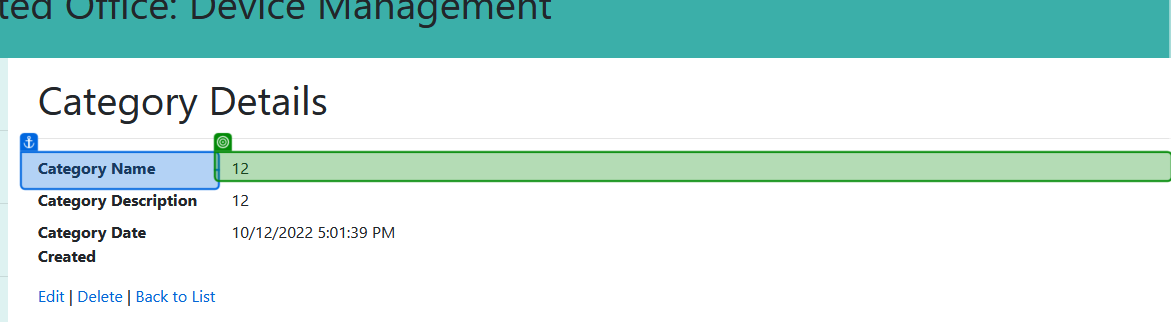 ted Office: Device Management
Category Details
Category Name 12
Category Description 12
Category Date Created 10/12/2022 5:01:39 PM
Edit | Delete | Back to List